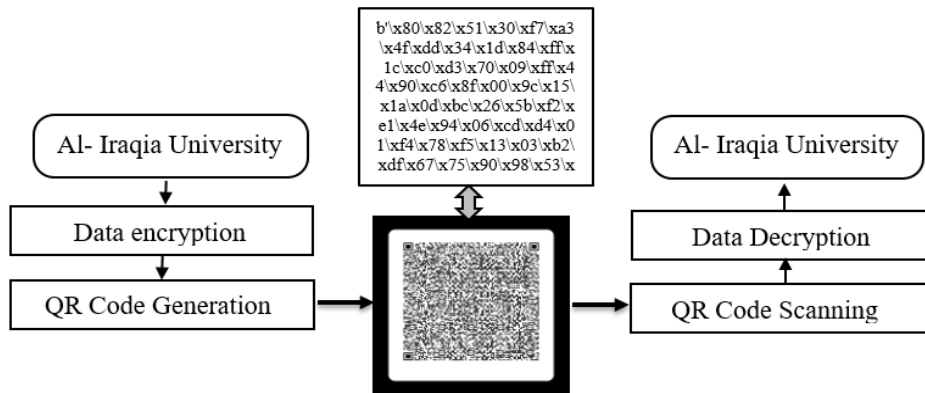 Al- Iraqia University
Data encryption
QR Code Generation
b'\x80\x82\x51\x30\xf7\xa3
\x4f\xdd\x34\x1d\x84\xff\x
1c\xc0\xd3\x70\x09\xff\x4
4\x90\xc6\x8f\x00\x9c\x15\
x1a\x0d\xbc\x26\x5b\xf2\x
e1\x4e\x94\x06\xcd\xd4\x0
1\xf4\x78\xf5\x13\x03\xb2\
xdf\x67\x75\x90\x98\x53\x
Al- Iraqia University
Data Decryption
QR Code Scanning